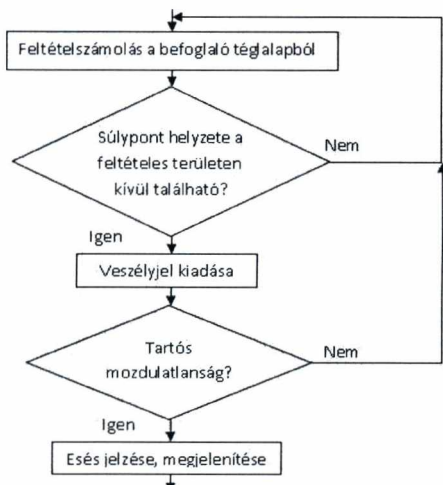 Feltételszámolás a befoglaló téglalapból
Súlypont helyzete a
feltételes területen
kívül található?
Nem
Igen
Veszélyjel kiadása
Tartós
mozdulatlanság?
Nem
Igen
Esés jelzése, megjelenítése